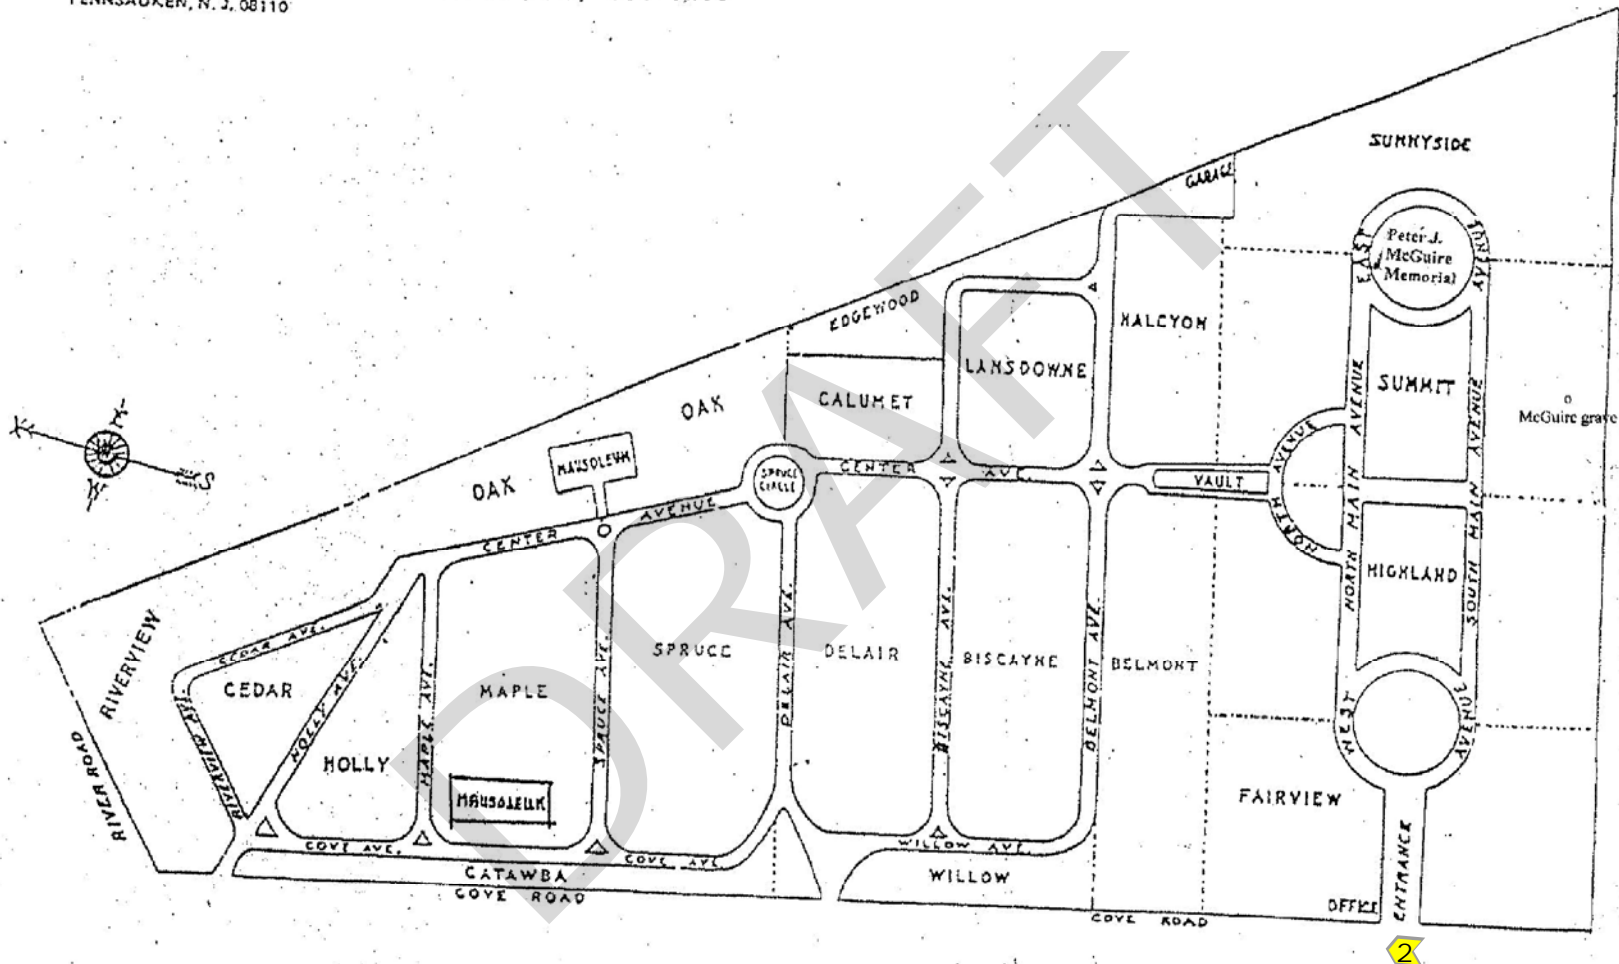 PENNSAUKEN, N. J. 08110
SUNNYSIDE
GARAGE
EAST
AVENUE
Peter J.
McGuire
Memorial
EDGEWOOD
HALCYON
LANSDOWNE
CALUMET
SUMMIT
McGuire grave
NORTH MAIN AVENUE
SOUTH MAIN AVENUE
OAK
OAK
MAUSOLEUM
SPRUCE
CIRCLE
CENTER AVE
VAULT
NORTH AVENUE
CENTER AVENUE
N
S
HIGHLAND
RIVERVIEW
CEDAR AVE.
CEDAR
RIVERVIEW AVE.
HOLLY AVE.
HOLLY
MAPLE AVE.
MAPLE
SPRUCE AVE.
SPRUCE
DELAIR AVE.
DELAIR
BISCAYNE AVE.
BISCAYNE
BELMONT AVE.
BELMONT
WEST
AVENUE
RIVER ROAD
MAUSOLEUM
FAIRVIEW
COVE AVE.
COVE AVE.
WILLOW AVE.
CATAWBA
WILLOW
COVE ROAD
COVE ROAD
OFFICE
ENTRANCE
DRAFT
2